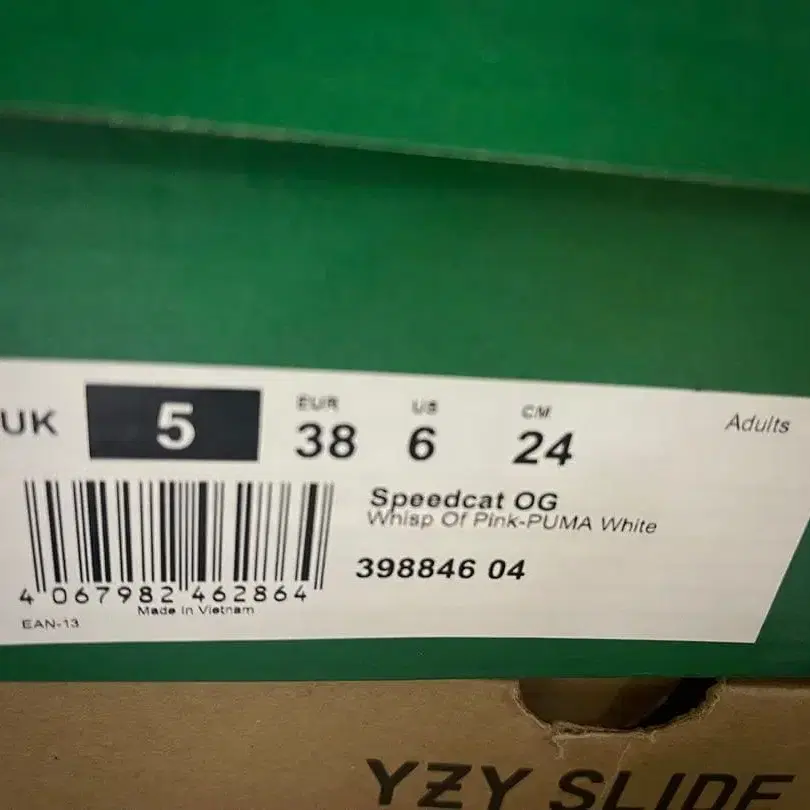 UK 5 EUR 38 US 6 CM 24 Adults
Speedcat OG
Whisp Of Pink-PUMA White
398846 04
4 067982 462864
Made in Vietnam
EAN-13
YZY SLIDE